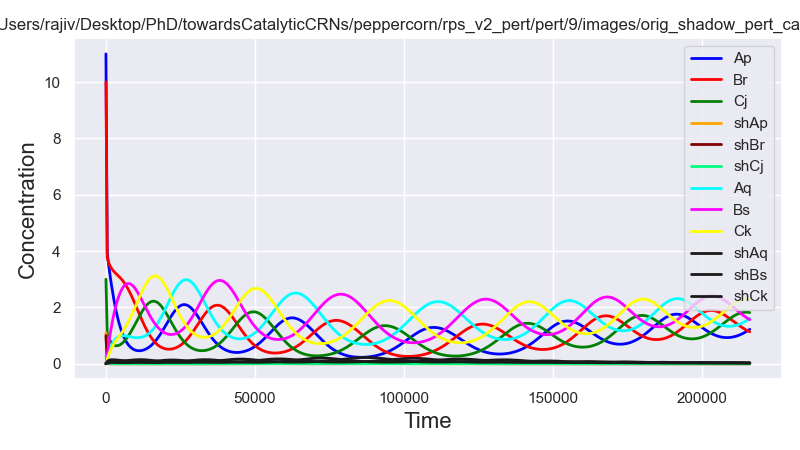 Users/rajiv/Desktop/PhD/towardsCatalyticCRNs/peppercorn/rps_v2_pert/pert/9/images/orig_shadow_pert_ca
Concentration
10
8
6
4
2
0
0
50000
100000
150000
200000
Time
Ap
Br
Cj
shAp
shBr
shCj
Aq
Bs
Ck
shAq
shBs
shCk